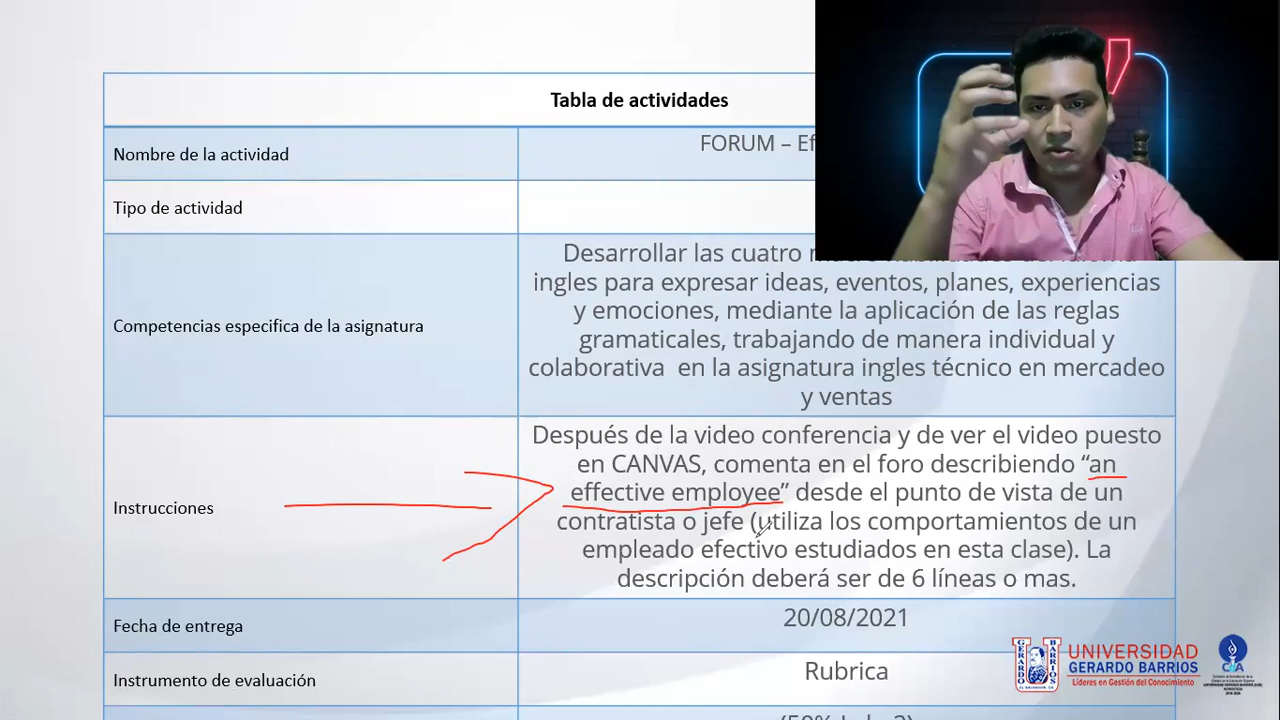 Tabla de actividades
Nombre de la actividad
FORUM – Ef
Tipo de actividad
Competencias especifica de la asignatura
Desarrollar las cuatro
ingles para expresar ideas, eventos, planes, experiencias
y emociones, mediante la aplicación de las reglas
gramaticales, trabajando de manera individual y
colaborativa en la asignatura ingles técnico en mercadeo
y ventas
Instrucciones
Después de la video conferencia y de ver el video puesto
en CANVAS, comenta en el foro describiendo “an
effective employee” desde el punto de vista de un
contratista o jefe (utiliza los comportamientos de un
empleado efectivo estudiados en esta clase). La
descripción deberá ser de 6 líneas o mas.
Fecha de entrega
20/08/2021
Instrumento de evaluación
Rubrica
GERARDO BARRIOS
UNIVERSIDAD
GERARDO BARRIOS
Líderes en Gestión del Conocimiento